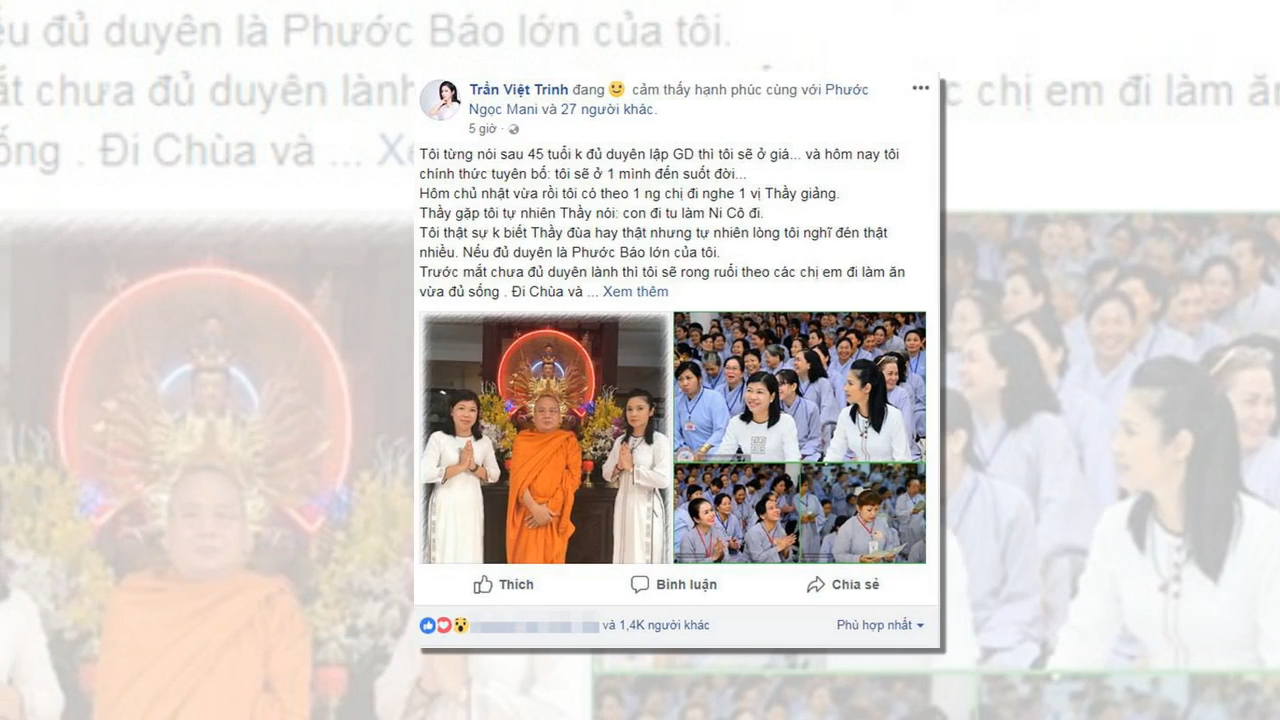 ều đủ duyên là Phước Báo lớn của tôi.
ắt chưa đủ duyên lành
c chị em đi làm ăn
ống . Đi Chùa và ... Xe
Trần Việt Trinh đang cảm thấy hạnh phúc cùng với Phước
Ngọc Mani và 27 người khác.
5 giờ ·
Tôi từng nói sau 45 tuổi k đủ duyên lập GD thì tôi sẽ ở giá... và hôm nay tôi
chính thức tuyên bố: tôi sẽ ở 1 mình đến suốt đời...
Hôm chủ nhật vừa rồi tôi có theo 1 ng chị đi nghe 1 vị Thầy giảng.
Thầy gặp tôi tự nhiên Thầy nói: con đi tu làm Ni Cô đi.
Tôi thật sự k biết Thầy đùa hay thật nhưng tự nhiên lòng tôi nghĩ đén thật
nhiều. Nếu đủ duyên là Phước Báo lớn của tôi.
Trước mắt chưa đủ duyên lành thì tôi sẽ rong ruổi theo các chị em đi làm ăn
vừa đủ sống . Đi Chùa và ... Xem thêm
Thích
Bình luận
Chia sẻ
và 1,4K người khác
Phù hợp nhất